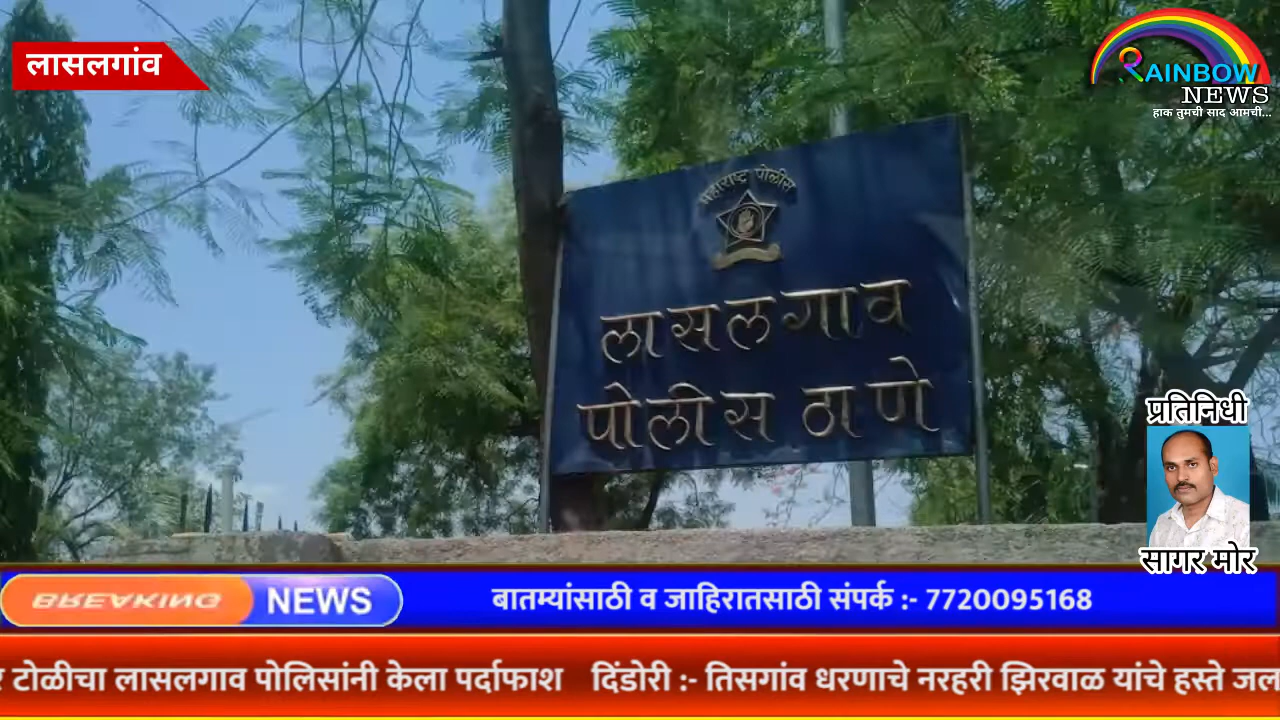 लासलगांव
RAINBOW
NEWS
हाक तुमची साद आमची...
महाराष्ट्र पोलीस
लासलगाव
पोलीस ठाणे
प्रतिनिधी
सागर मोर
BREAKING NEWS
बातम्यांसाठी व जाहिरातसाठी संपर्क :- 7720095168
टोळीचा लासलगाव पोलिसांनी केला पर्दाफाश दिंडोरी :- तिसगांव धरणाचे नरहरी झिरवाळ यांचे हस्ते जल